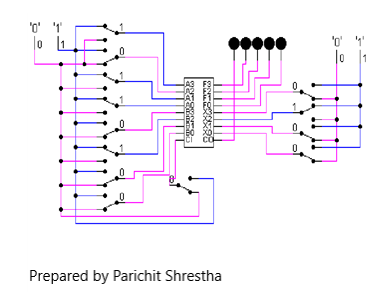 '0' '1'
0 1
1
0
1
0
0
1
0
0
0
A3 F3
A2 F2
A1 F1
A0 F0
B3 X3
B2 X2
B1 X1
B0 X0
CI CO
'0' '1'
0 1
0
1
0
0
Prepared by Parichit Shrestha